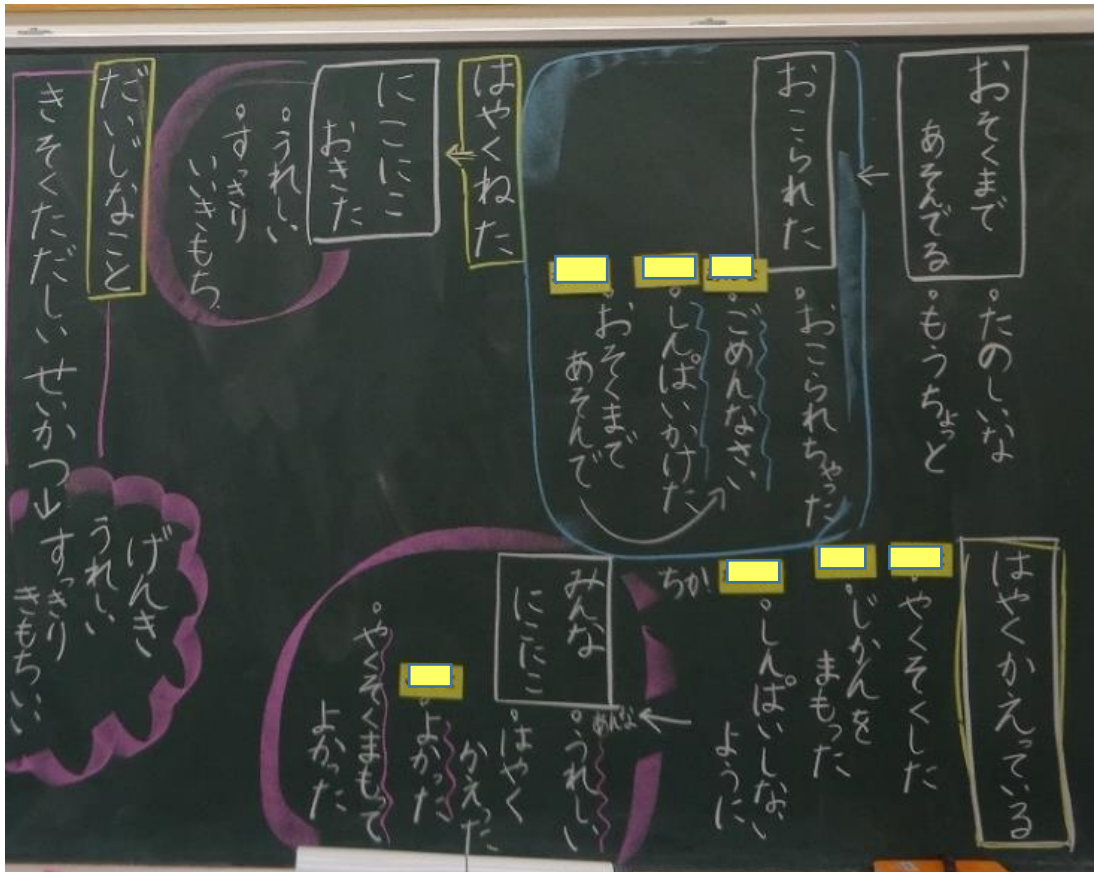 おそくまで
あそんでる
。たのしいな
。もうちょっと
おこられた
。おこられちゃった
。ごめんなさい
。しんぱいかけた
。おそくまで
あそんで
はやくかえっている
。やくそくした
。じかんを
まもった
ちが!
。しんぱいしない
ように
みんな
にこにこ
みんな
。うれしい
。はやく
かえった
。よかった
。やくそくまもって
よかった
はやくねた
にこにこ
おきた
。うれしい
。すっきり
いいきもち
だいじなこと
きそくただしいせいかつ→すっきり
げんき
うれしい
きもちいい